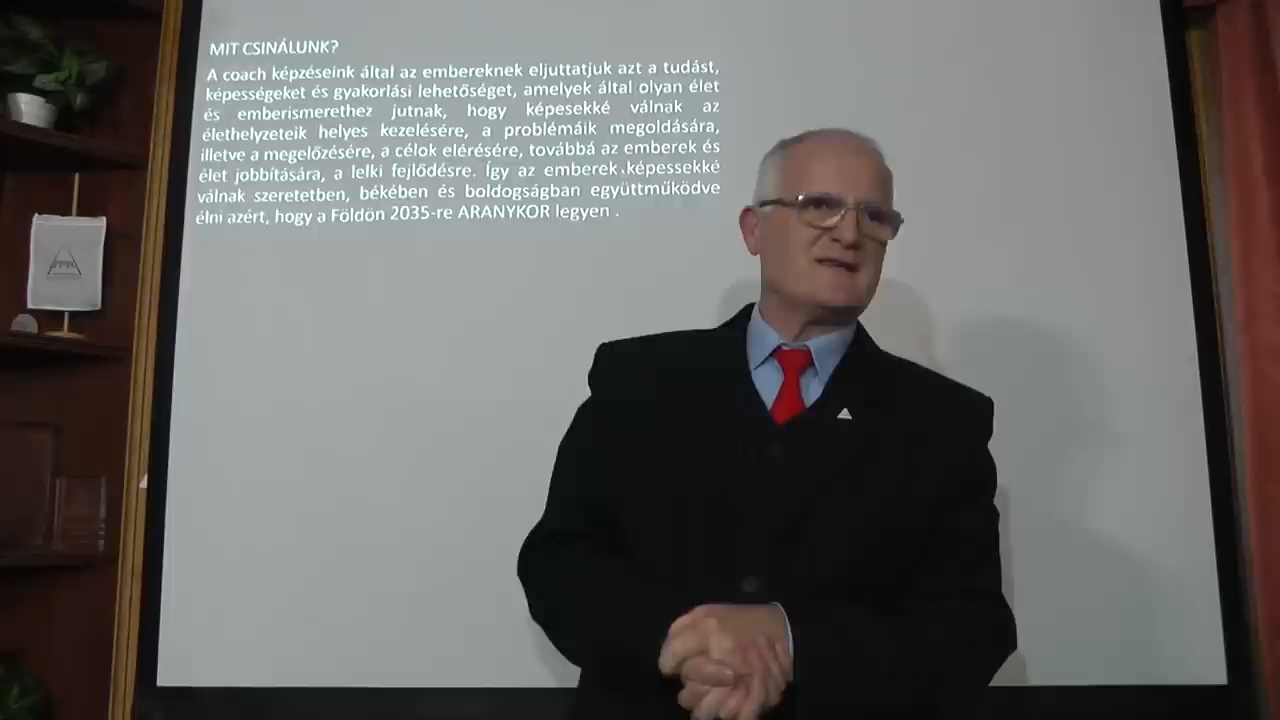 MIT CSINÁLUNK?
A coach képzéseink által az embereknek eljuttatjuk azt a tudást,
képességeket és gyakorlási lehetőséget, amelyek által olyan élet
és emberismerethez jutnak, hogy képesekké válnak az
élethelyzeteik helyes kezelésére, a problémáik megoldására,
illetve a megelőzésére, a célok elérésére, továbbá az emberek és
élet jobbítására, a lelki fejlődésre. Így az emberek képessekké
válnak szeretetben, békében és boldogságban együttműködve
élni azért, hogy a Földön 2035-re ARANYKOR legyen .